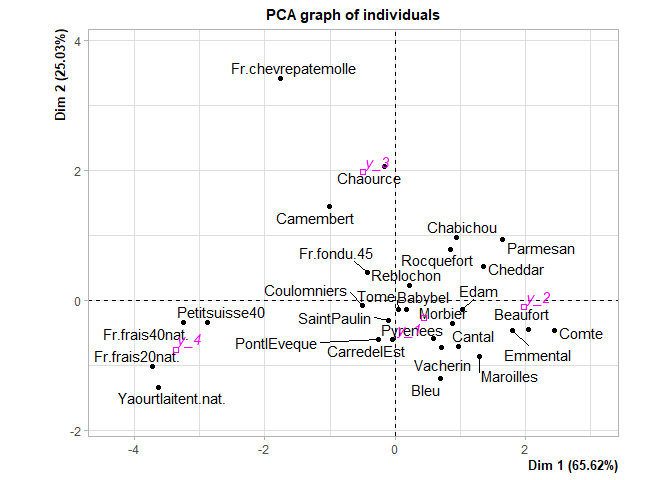 PCA graph of individuals
Dim 2 (25.03%)
4
2
0
-2
Fr.chevrepatemolle
y_3
Chaource
Camembert
Chabichou
Parmesan
Fr.fondu.45
Rocquefort
Cheddar
Reblochon
Coulomniers
Tome
Babybel
Edam
y_2
Petitsuisse40
SaintPaulin
Morbier
Beaufort
Fr.frais40nat.
y_4
Pyrenees
y_1
Cantal
Comte
PontlEveque
CarredelEst
Fr.frais20nat.
Emmental
Vacherin
Maroilles
Yaourtlaitent.nat.
Bleu
-4
-2
0
2
Dim 1 (65.62%)